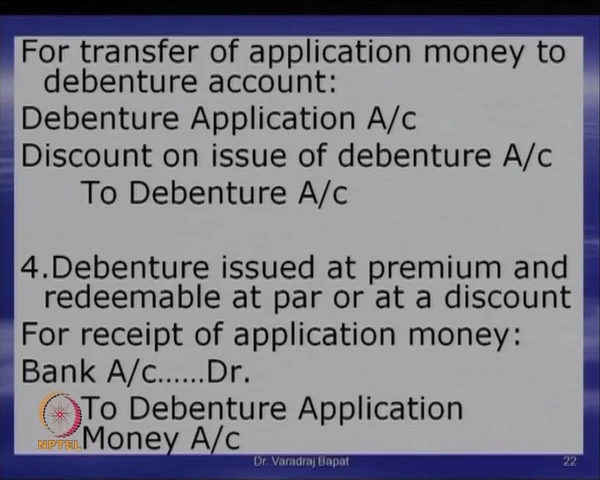 For transfer of application money to
debenture account:
Debenture Application A/c
Discount on issue of debenture A/c
To Debenture A/c
4.Debenture issued at premium and
redeemable at par or at a discount
For receipt of application money:
Bank A/c......Dr.
To Debenture Application
Money A/c
NPTEL
Dr. Varadraj Bapat
22